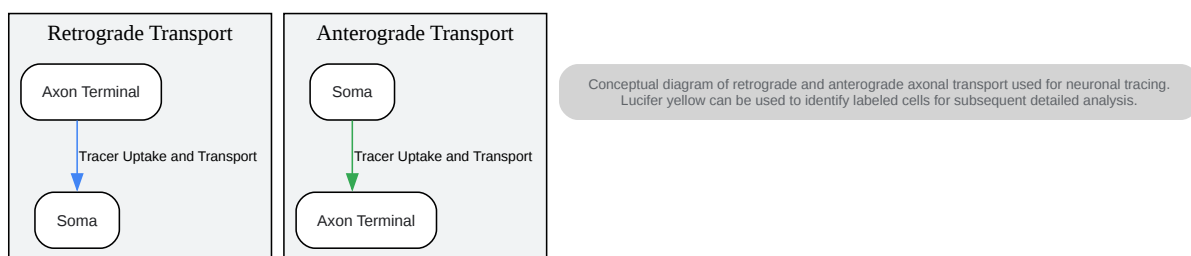 Retrograde Transport
Axon Terminal
Tracer Uptake and Transport
Soma
Anterograde Transport
Soma
Tracer Uptake and Transport
Axon Terminal
Conceptual diagram of retrograde and anterograde axonal transport used for neuronal tracing.
Lucifer yellow can be used to identify labeled cells for subsequent detailed analysis.